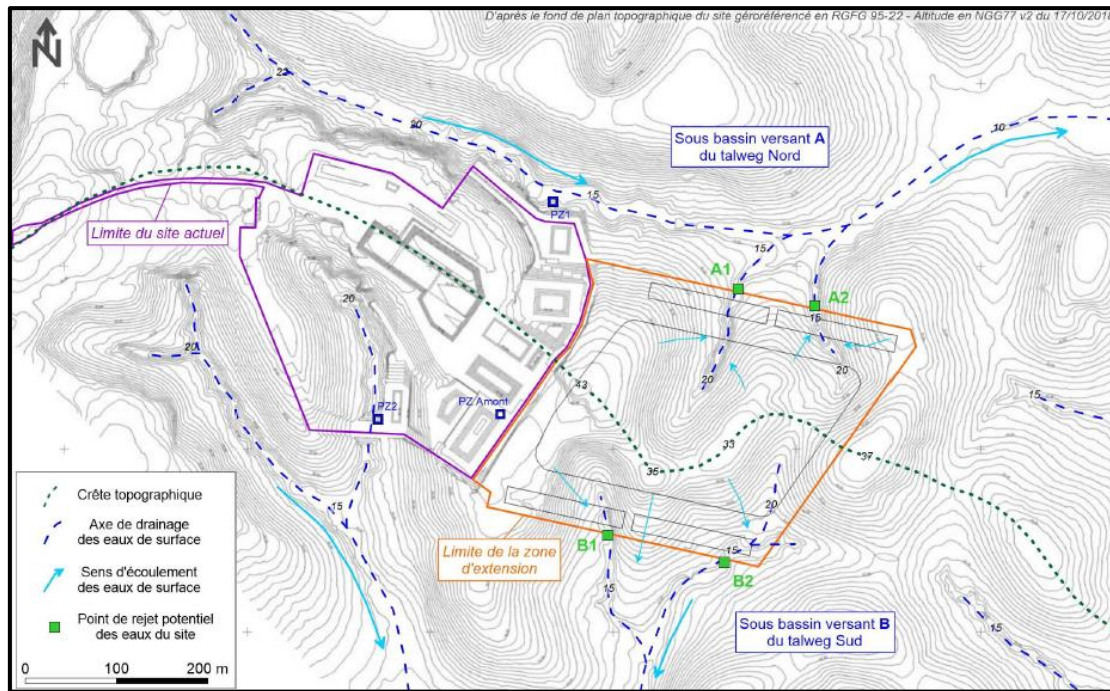 D'après le fond de plan topographique du site géroréférencé en RGFG 95-22 - Altitude en NGG77 v2 du 17/10/2016
N
22
20
10
Sous bassin versant A
du talweg Nord
15
PZ1
Limite du site actuel
15
A1
A2
20
15
20
20
20
43
PZ2
PZ Amont
33
37
15
35
20
15
Crête topographique
Axe de drainage
des eaux de surface
Sens d'écoulement
des eaux de surface
Point de rejet potentiel
des eaux du site
0 100 200 m
Limite de la zone
d'extension
B1
15
B2
15
Sous bassin versant B
du talweg Sud
15